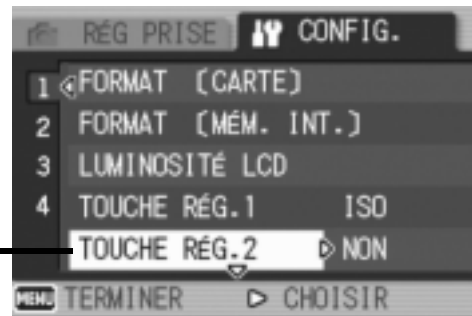 RÉG PRISE CONFIG.
1 FORMAT [CARTE]
2 FORMAT [MÉM. INT.]
3 LUMINOSITÉ LCD
4 TOUCHE RÉG.1 ISO
TOUCHE RÉG.2 NON
MENU TERMINER CHOISIR